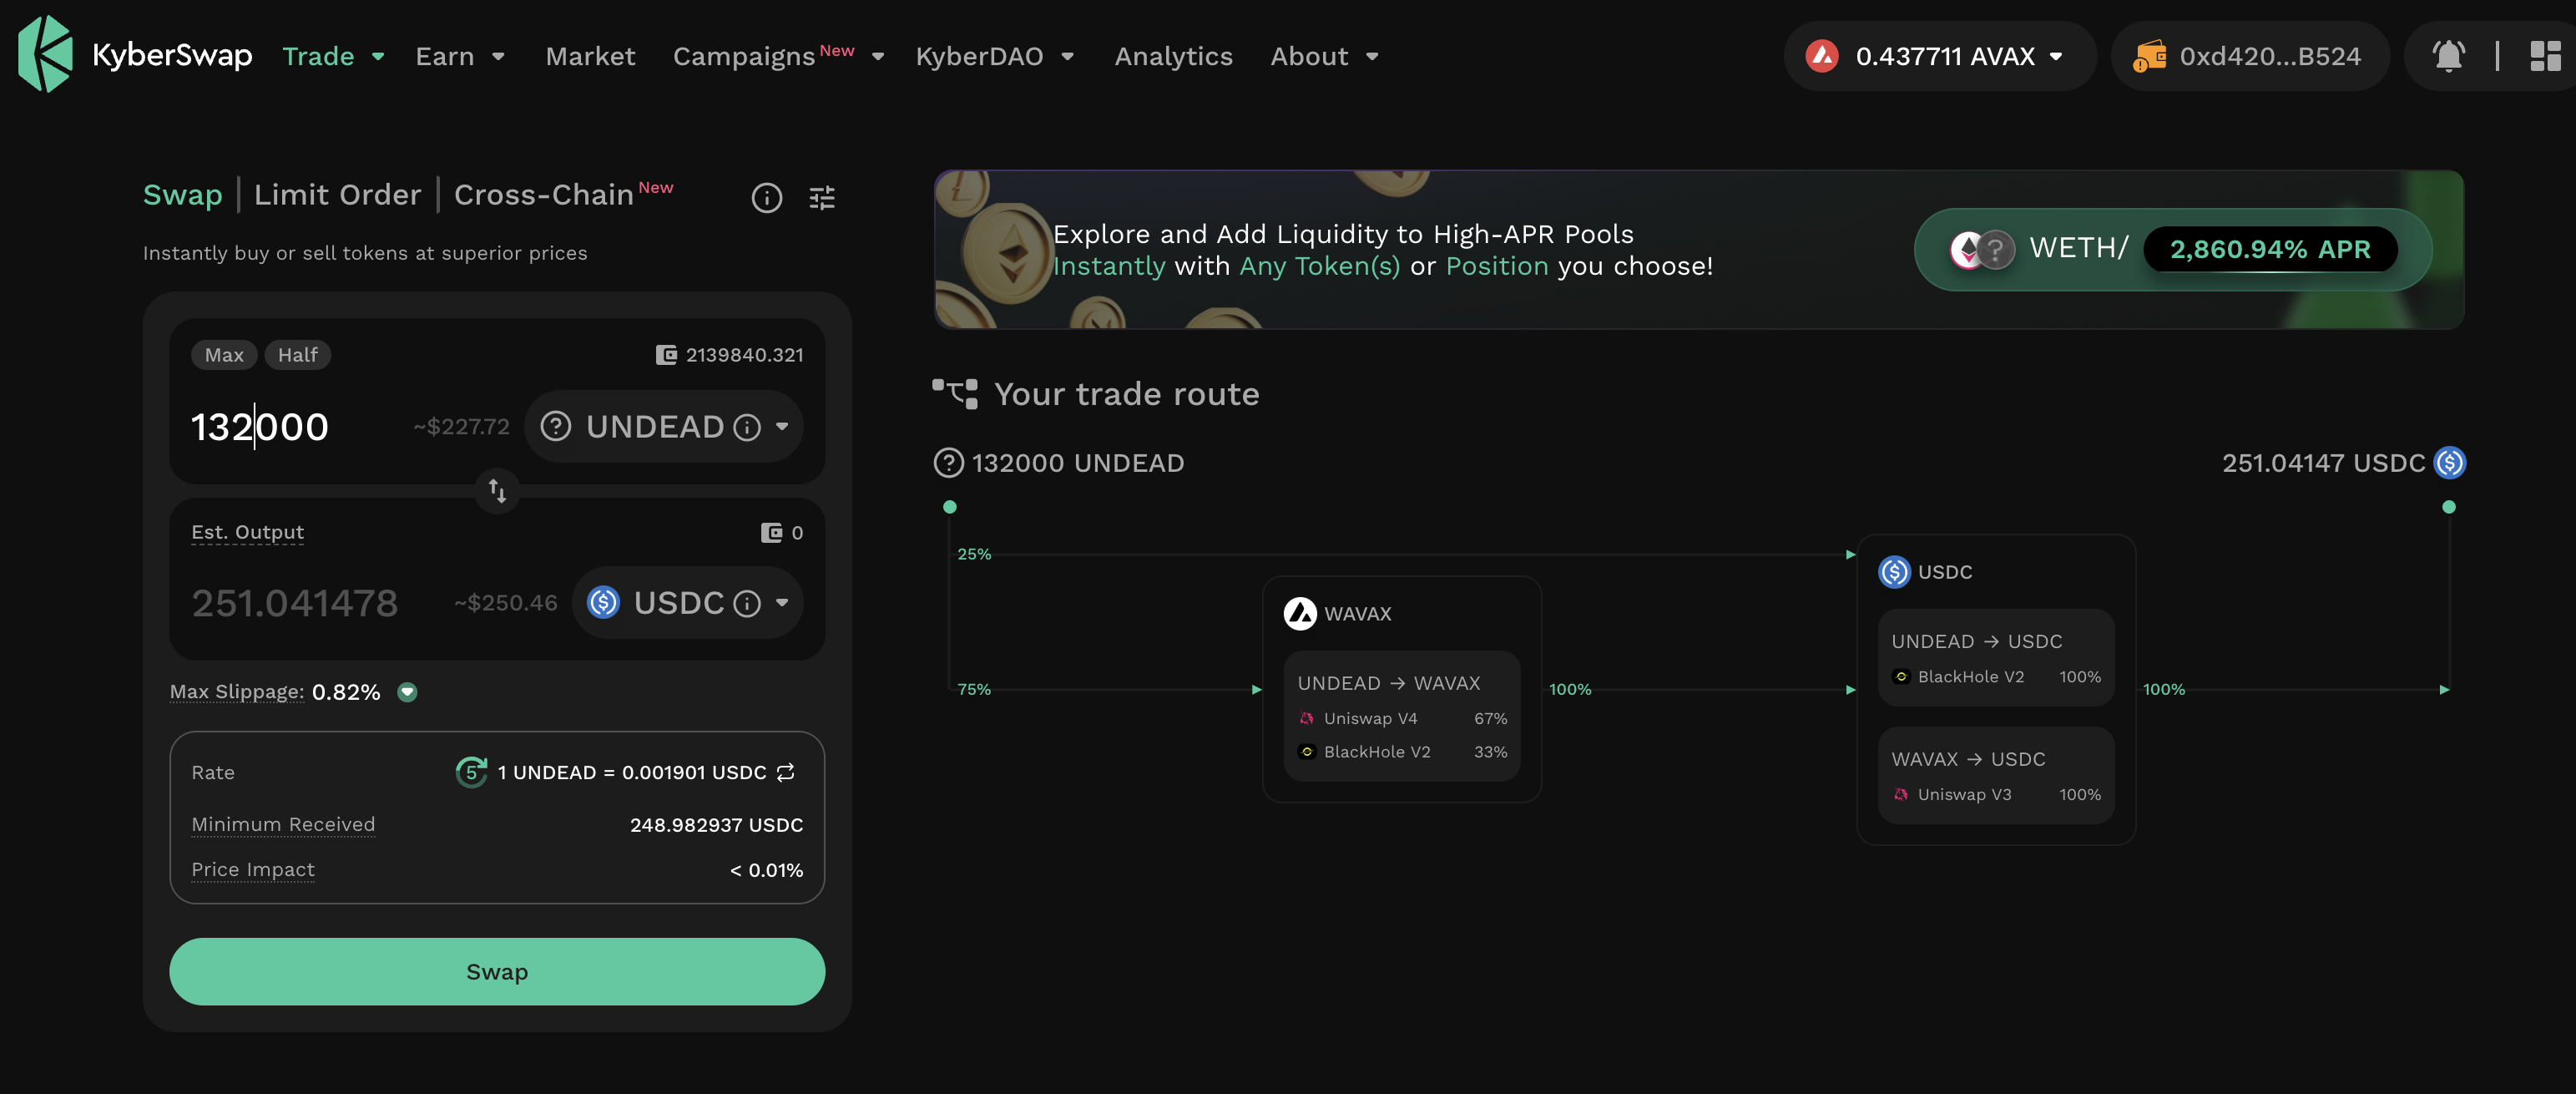 KyberSwap Trade Earn Market Campaigns New KyberDAO Analytics About 0.437711 AVAX 0xd420...B524
Swap | Limit Order | Cross-Chain New
Instantly buy or sell tokens at superior prices
Max Half 2139840.321
132000 ~$227.72 UNDEAD
Est. Output 0
251.041478 ~$250.46 USDC
Max Slippage: 0.82%
Rate 5 1 UNDEAD = 0.001901 USDC
Minimum Received 248.982937 USDC
Price Impact < 0.01%
Swap
Explore and Add Liquidity to High-APR Pools
Instantly with Any Token(s) or Position you choose!
WETH/ 2,860.94% APR
Your trade route
132000 UNDEAD 251.04147 USDC
25%
75%
WAVAX
UNDEAD → WAVAX
Uniswap V4 67%
BlackHole V2 33%
100%
USDC
UNDEAD → USDC
BlackHole V2 100%
WAVAX → USDC
Uniswap V3 100%
100%